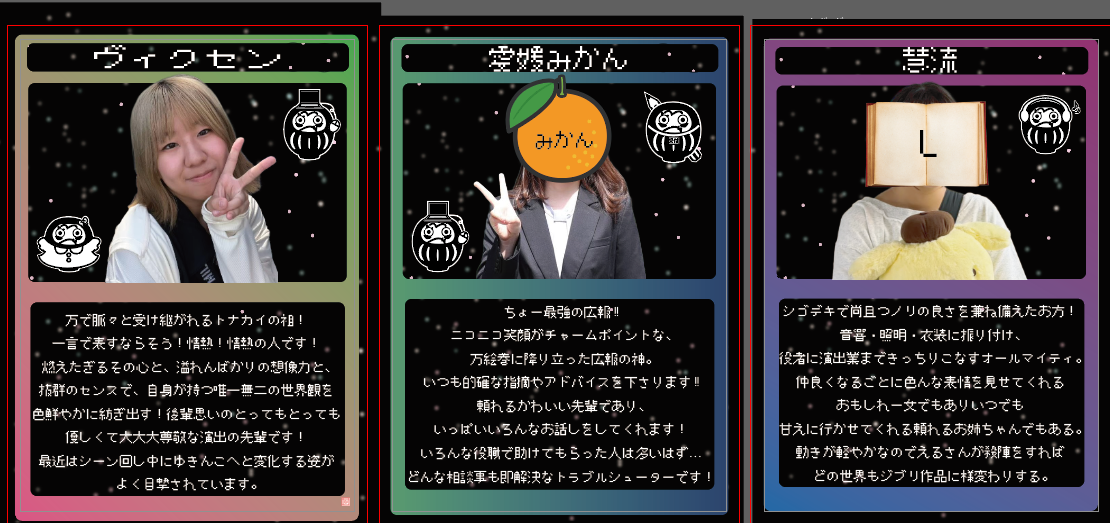 ヴィクセン
万で脈々と受け継がれるトナカイの祖！
一言で表すならそう！情熱！情熱の人です！
燃えたぎるその心と、溢れんばかりの想像力と、
抜群のセンスで、自身が持つ唯一無二の世界観を
色鮮やかに紡ぎ出す！後輩思いのとってもとっても
優しくて大大大尊敬な演出の先輩です！
最近はシーン回し中にゆきんこへと変化する姿が
よく目撃されています。
愛媛みかん
みかん
ちょー最強の広報!!
ニコニコ笑顔がチャームポイントな、
万絵巻に降り立った広報の神。
いつも的確な指摘やアドバイスを下さります!!
頼れるかわいい先輩であり、
いっぱいいろんなお話しをしてくれます！
いろんな役職で助けてもらった人は多いはず…
どんな相談事も即解決なトラブルシューターです！
慧流
L
シゴデキで尚且つノリの良さを兼ね備えたお方！
音響・照明・衣装に振り付け、
役者に演出業まできっちりこなすオールマイティ。
仲良くなるごとに色んな表情を見せてくれる
おもしれー女でもありいつでも
甘えに行かせてくれる頼れるお姉ちゃんでもある。
動きが軽やかなのでえるさんが殺陣をすれば
どの世界もジブリ作品に様変わりする。